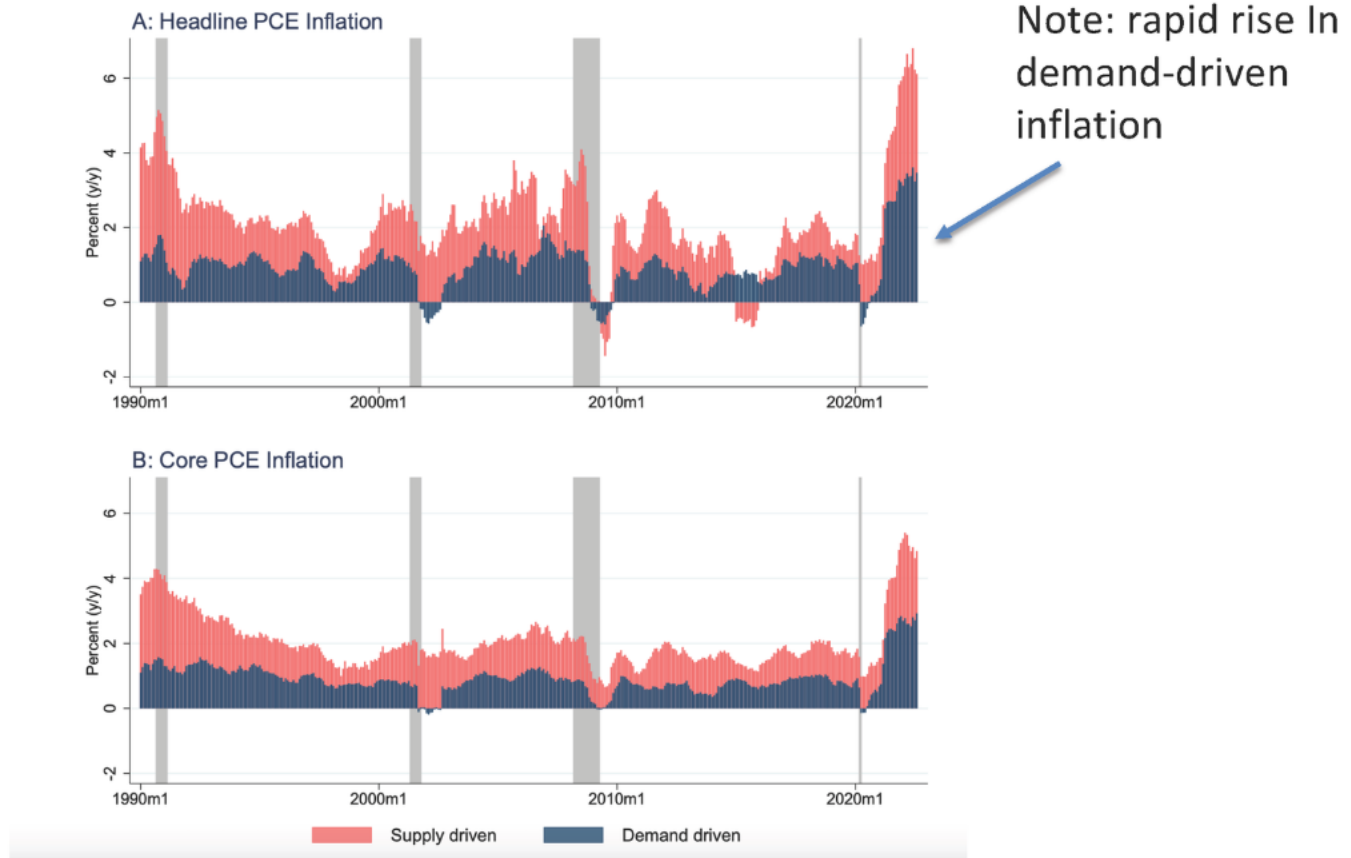 A: Headline PCE Inflation
Note: rapid rise In
demand-driven
inflation
Percent (y/y)
6
4
2
0
-2
1990m1
2000m1
2010m1
2020m1
B: Core PCE Inflation
Percent (y/y)
6
4
2
0
-2
1990m1
2000m1
2010m1
2020m1
Supply driven
Demand driven